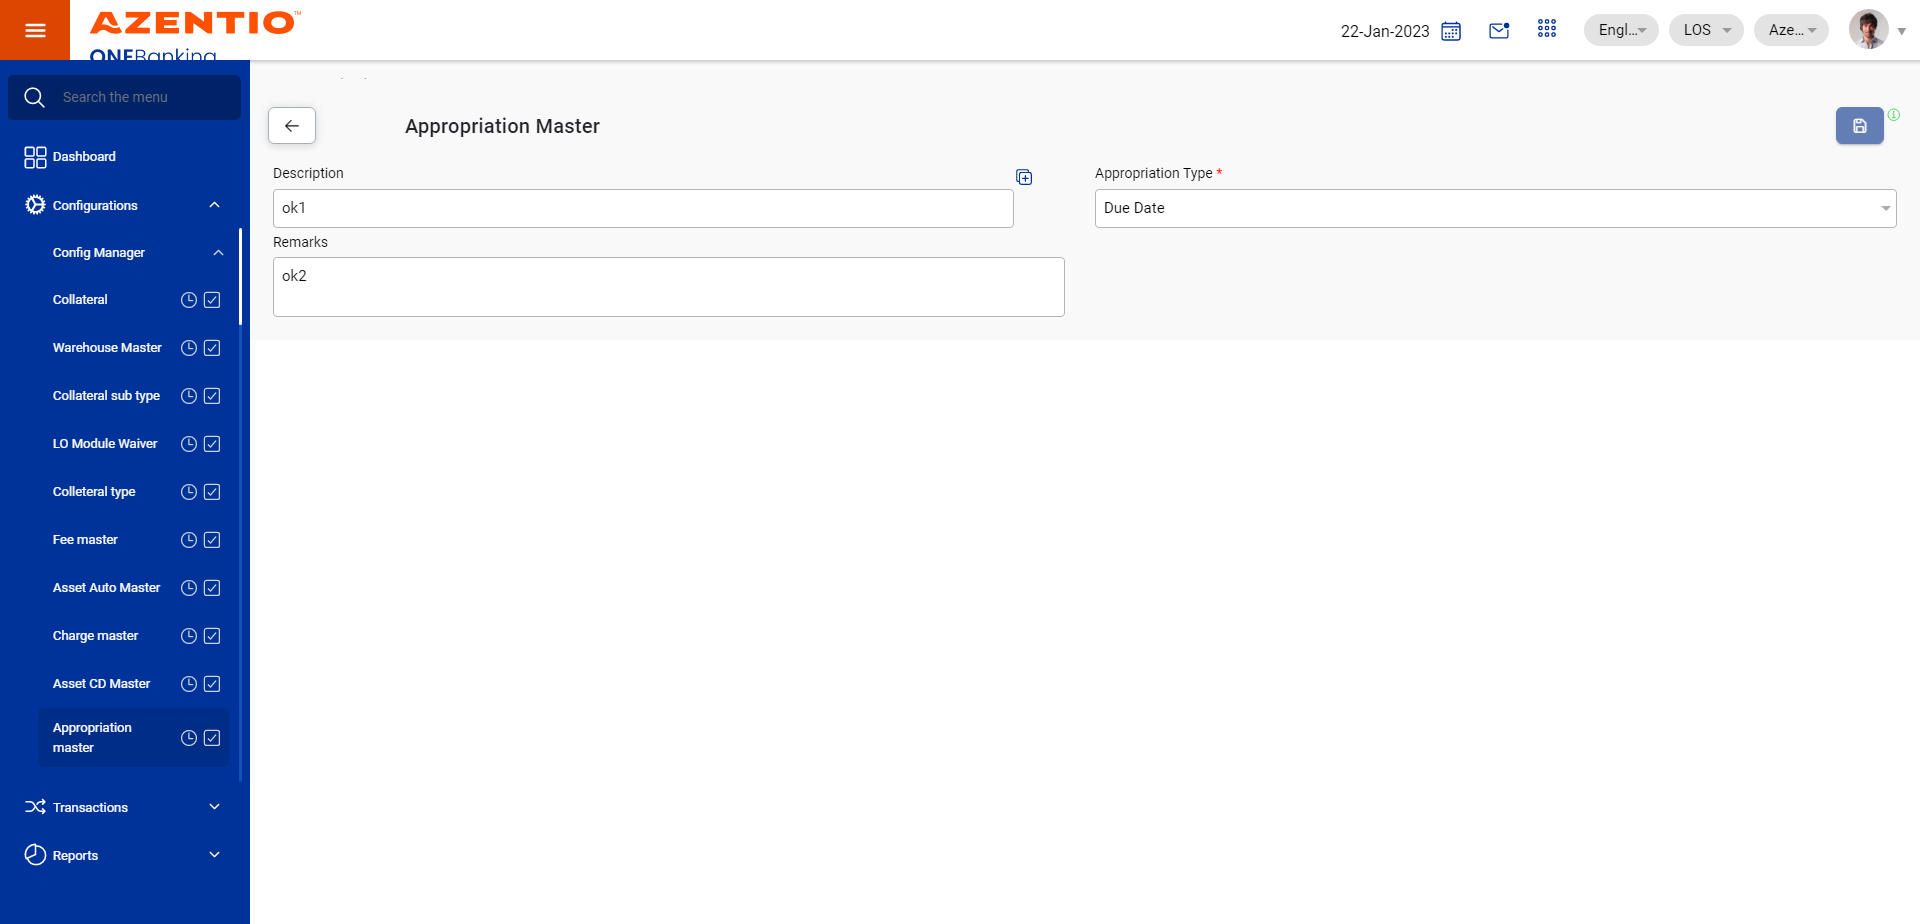 AZENTIO™
ONEBanking
22-Jan-2023
Engl...
LOS
Aze...
Search the menu
Dashboard
Configurations
Config Manager
Collateral
Warehouse Master
Collateral sub type
LO Module Waiver
Colleteral type
Fee master
Asset Auto Master
Charge master
Asset CD Master
Appropriation
master
Transactions
Reports
Appropriation Master
Description
ok1
Appropriation Type *
Due Date
Remarks
ok2